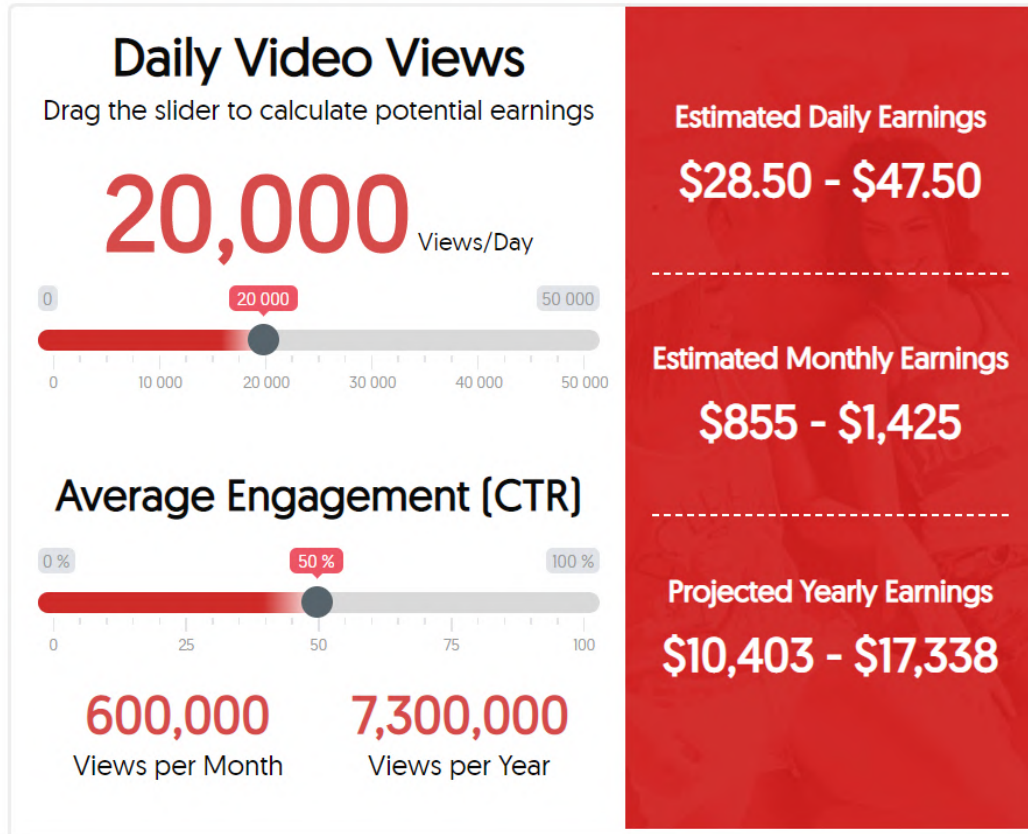 Daily Video Views
Drag the slider to calculate potential earnings
20,000 Views/Day
0 20 000 50 000
0 10 000 20 000 30 000 40 000 50 000
Average Engagement (CTR)
0 % 50 % 100 %
0 25 50 75 100
600,000 7,300,000
Views per Month Views per Year
Estimated Daily Earnings
$28.50 - $47.50
Estimated Monthly Earnings
$855 - $1,425
Projected Yearly Earnings
$10,403 - $17,338